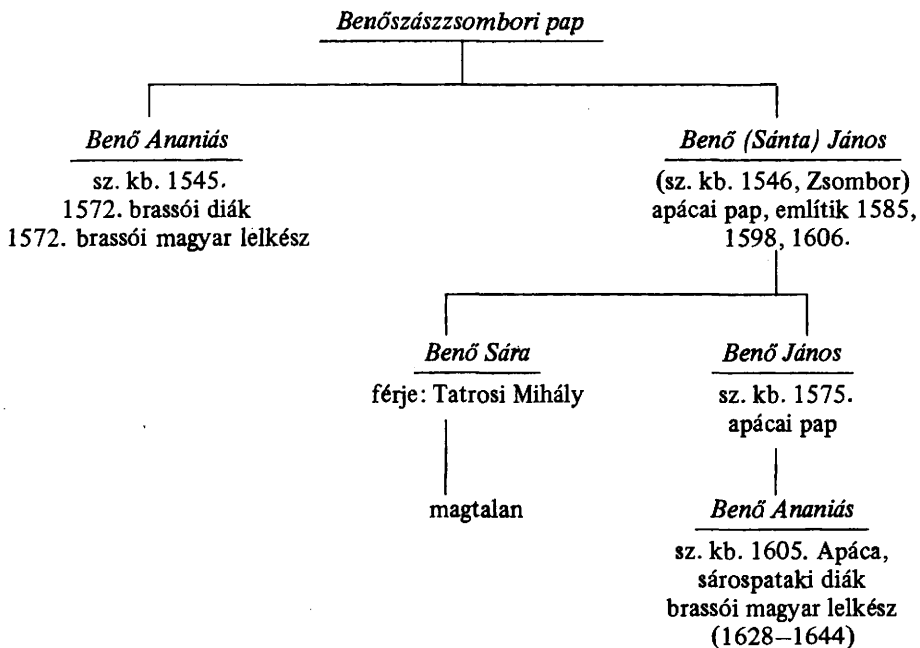 Benőszászzsombori pap
Benő Ananiás
sz. kb. 1545.
1572. brassói diák
1572. brassói magyar lelkész
Benő (Sánta) János
(sz. kb. 1546, Zsombor)
apácai pap, említik 1585,
1598, 1606.
Benő Sára
férje: Tatrosi Mihály
magtalan
Benő János
sz. kb. 1575.
apácai pap
Benő Ananiás
sz. kb. 1605. Apáca,
sárospataki diák
brassói magyar lelkész
(1628–1644)